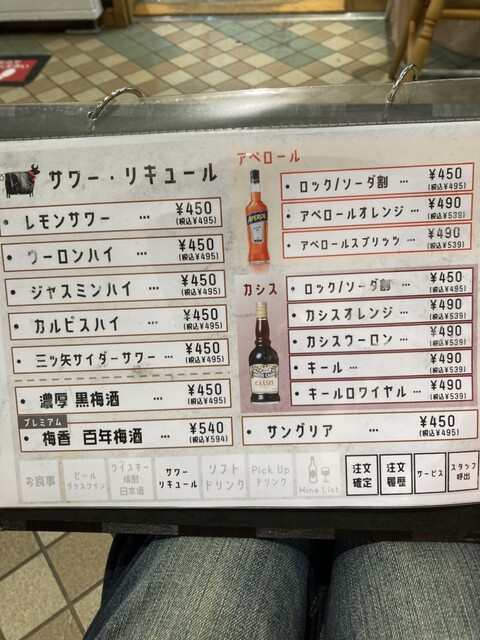 サワー・リキュール
・ レモンサワー … ¥450 (税込¥495)
・ ウーロンハイ … ¥450 (税込¥495)
・ ジャスミンハイ … ¥450 (税込¥495)
・ カルピスハイ … ¥450 (税込¥495)
・ 三ッ矢サイダーサワー … ¥450 (税込¥495)
・ 濃厚 黒梅酒 … ¥450 (税込¥495)
プレミアム
・ 梅香 百年梅酒 … ¥540 (税込¥594)
アペロール
APEROL
・ ロック/ソーダ割 … ¥450 (税込¥495)
・ アペロールオレンジ … ¥490 (税込539)
・ アペロールスプリッツ … ¥490 (税込¥539)
カシス
CASSIS
・ ロック/ソーダ割 … ¥450 (税込¥495)
・ カシスオレンジ … ¥490 (税込¥539)
・ カシスウーロン … ¥490 (税込¥539)
・ キール … ¥490 (税込¥539)
・ キールロワイヤル … ¥490 (税込¥539)
・ サングリア … ¥450 (税込¥495)
お食事
ビール
グラスワイン
ウイスキー
焼酎
日本酒
サワー
リキュール
ソフト
ドリンク
Pick Up
ドリンク
Wine List
注文
確定
注文
履歴
サービス
スタッフ
呼出